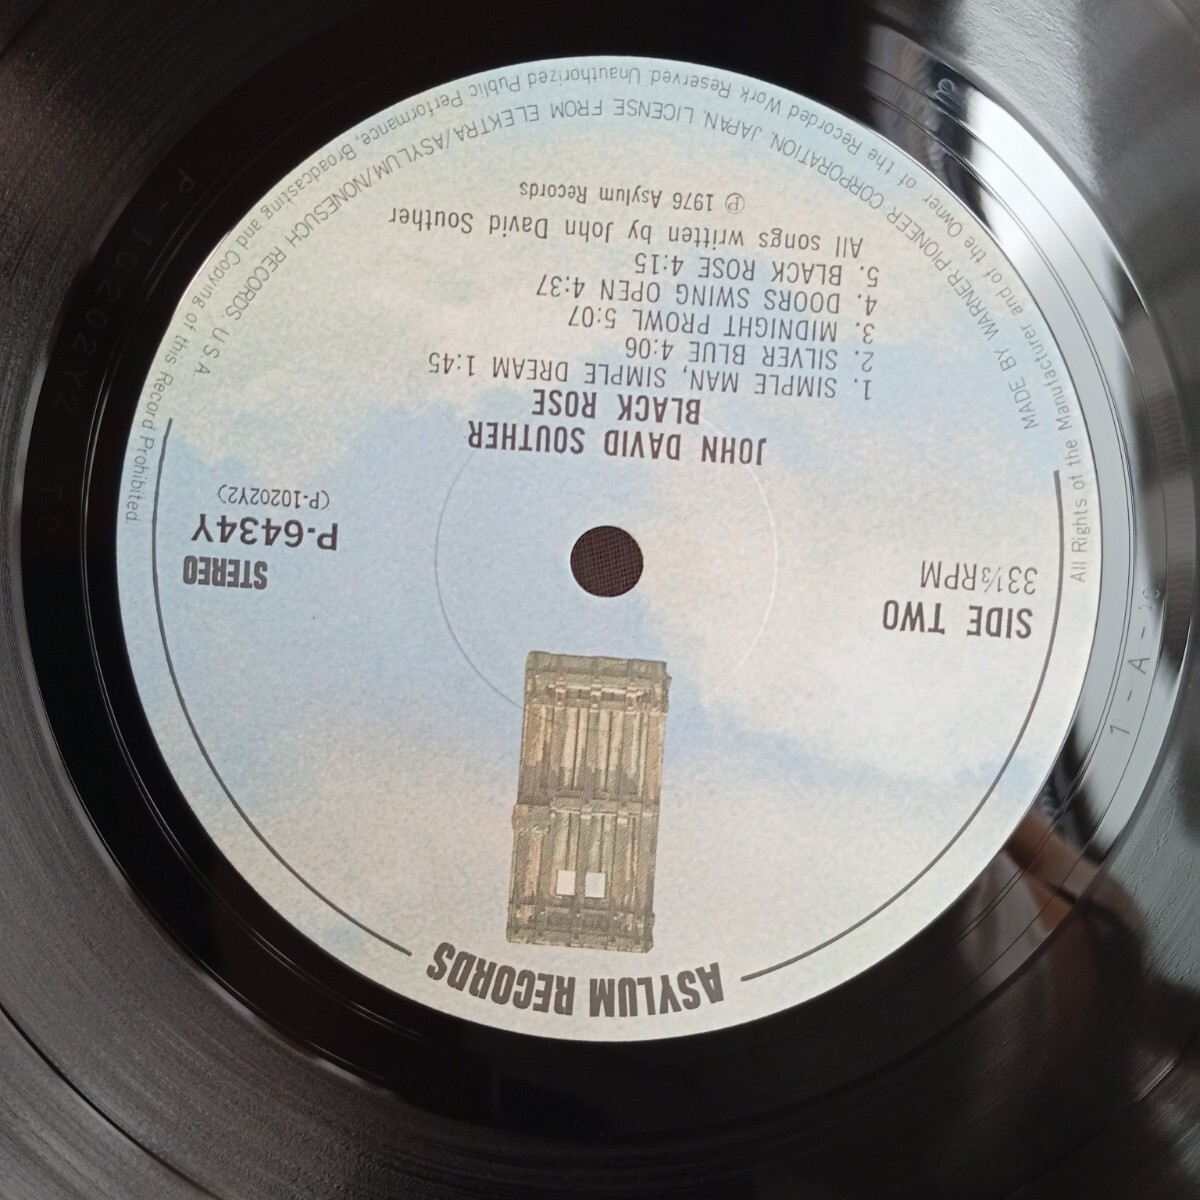 ASYLUM RECORDS
SIDE TWO
33⅓RPM
STEREO
P-6434Y
(P-10202Y2)
JOHN DAVID SOUTHER
BLACK ROSE
1. SIMPLE MAN, SIMPLE DREAM 1:45
2. SILVER BLUE 4:06
3. MIDNIGHT PROWL 5:07
4. DOORS SWING OPEN 4:37
5. BLACK ROSE 4:15
All songs written by John David Souther
Ⓟ 1976 Asylum Records
MADE BY WARNER-PIONEER CORPORATION, JAPAN, LICENSE FROM ELEKTRA/ASYLUM/NONESUCH RECORDS. U.S.A
All Rights of the Manufacturer and of the Owner of the Recorded Work Reserved. Unauthorized Public Performance, Broadcasting and Copying of this Record Prohibited.
P-10202Y2
1-A-